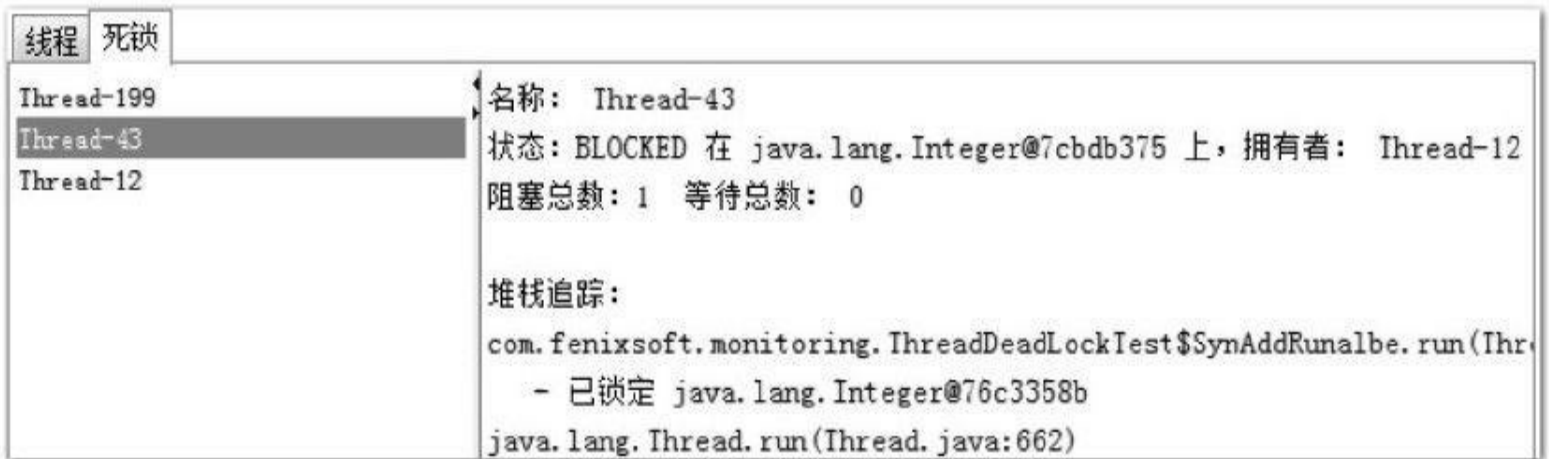 线程 死锁
Thread-199
Thread-43
Thread-12
名称： Thread-43
状态：BLOCKED 在 java.lang.Integer@7cbdb375 上，拥有者： Thread-12
阻塞总数：1 等待总数： 0
堆栈追踪：
com.fenixsoft.monitoring.ThreadDeadLockTest$SynAddRunalbe.run(Thr
- 已锁定 java.lang.Integer@76c3358b
java.lang.Thread.run(Thread.java:662)